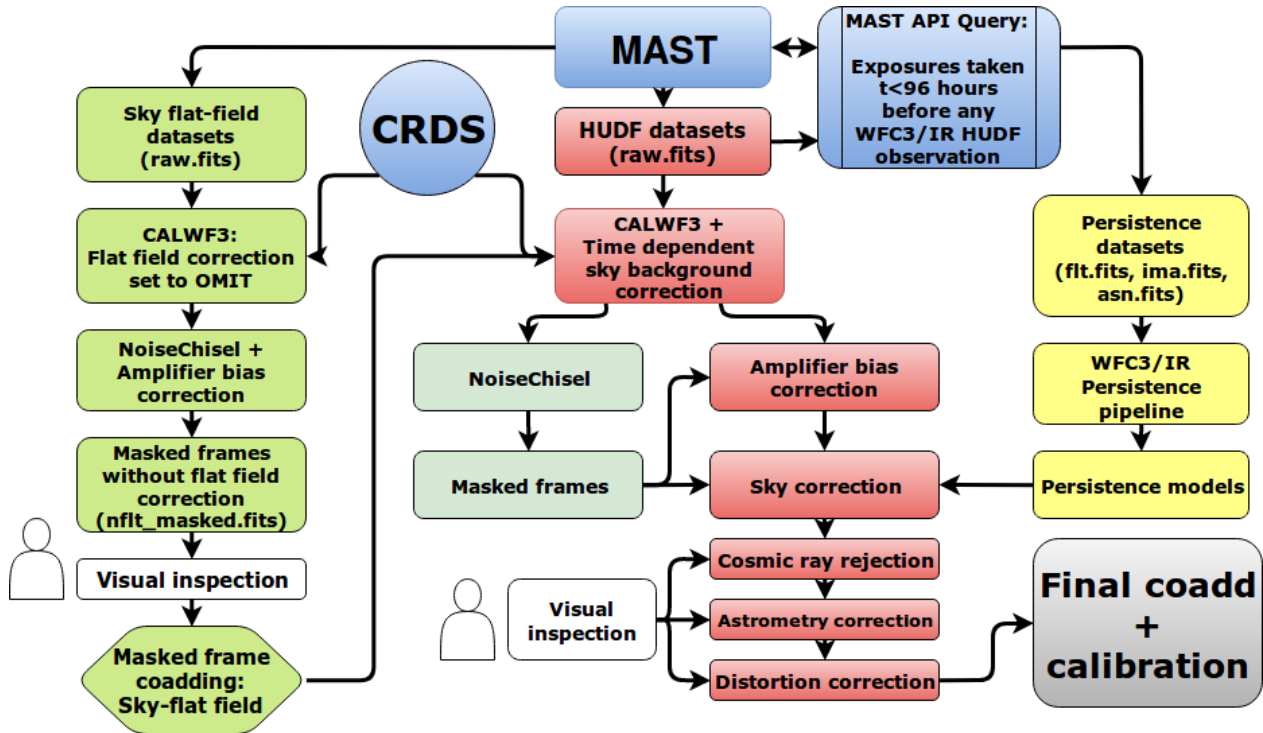 MAST
MAST API Query:
Exposures taken
t<96 hours
before any
WFC3/IR HUDF
observation
CRDS
Sky flat-field
datasets
(raw.fits)
HUDF datasets
(raw.fits)
CALWF3:
Flat field correction
set to OMIT
CALWF3 +
Time dependent
sky background
correction
Persistence
datasets
(flt.fits, ima.fits,
asn.fits)
NoiseChisel +
Amplifier bias
correction
NoiseChisel
Amplifier bias
correction
WFC3/IR
Persistence
pipeline
Masked frames
without flat field
correction
(nflt_masked.fits)
Masked frames
Sky correction
Persistence models
Visual inspection
Cosmic ray rejection
Visual
inspection
Astrometry correction
Distortion correction
Masked frame
coadding:
Sky-flat field
Final coadd
+
calibration